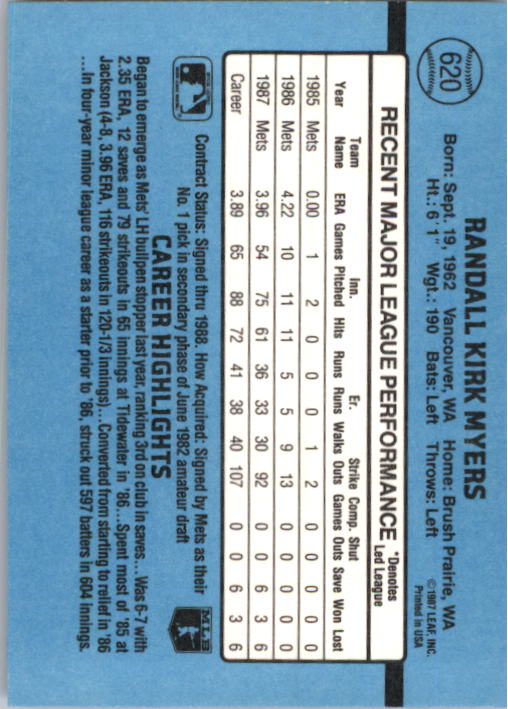 620
RANDALL KIRK MYERS
©1987 LEAF, INC.
Printed in USA
Born: Sept. 19, 1962 Vancouver, WA Home: Brush Prairie, WA
Ht.: 6'1" Wgt.: 190 Bats: Left Throws: Left
RECENT MAJOR LEAGUE PERFORMANCE *Denotes Led League
Year Team Name ERA Games Inn. Pitched Hits Runs Er. Runs Walks Strike Outs Comp. Games Shut Outs Save Won Lost
1985 Mets 0.00 1 2 0 0 0 1 2 0 0 0 0 0
1986 Mets 4.22 10 11 11 5 5 9 13 0 0 0 0 0
1987 Mets 3.96 54 75 61 36 33 30 92 0 0 6 3 6
Career 3.89 65 88 72 41 38 40 107 0 0 6 3 6
Contract Status: Signed thru 1988. How Acquired: Signed by Mets as their
No. 1 pick in secondary phase of June 1982 amateur draft
MLB
CAREER HIGHLIGHTS
Began to emerge as Mets' LH bullpen stopper last year, ranking 3rd on club in saves...Was 6-7 with
2.35 ERA, 12 saves and 79 strikeouts in 65 innings at Tidewater in '86...Spent most of '85 at
Jackson (4-8, 3.96 ERA, 116 strikeouts in 120-1/3 innings)...Converted from starting to relief in '86
...In four-year minor league career as a starter prior to '86, struck out 597 batters in 604 innings.